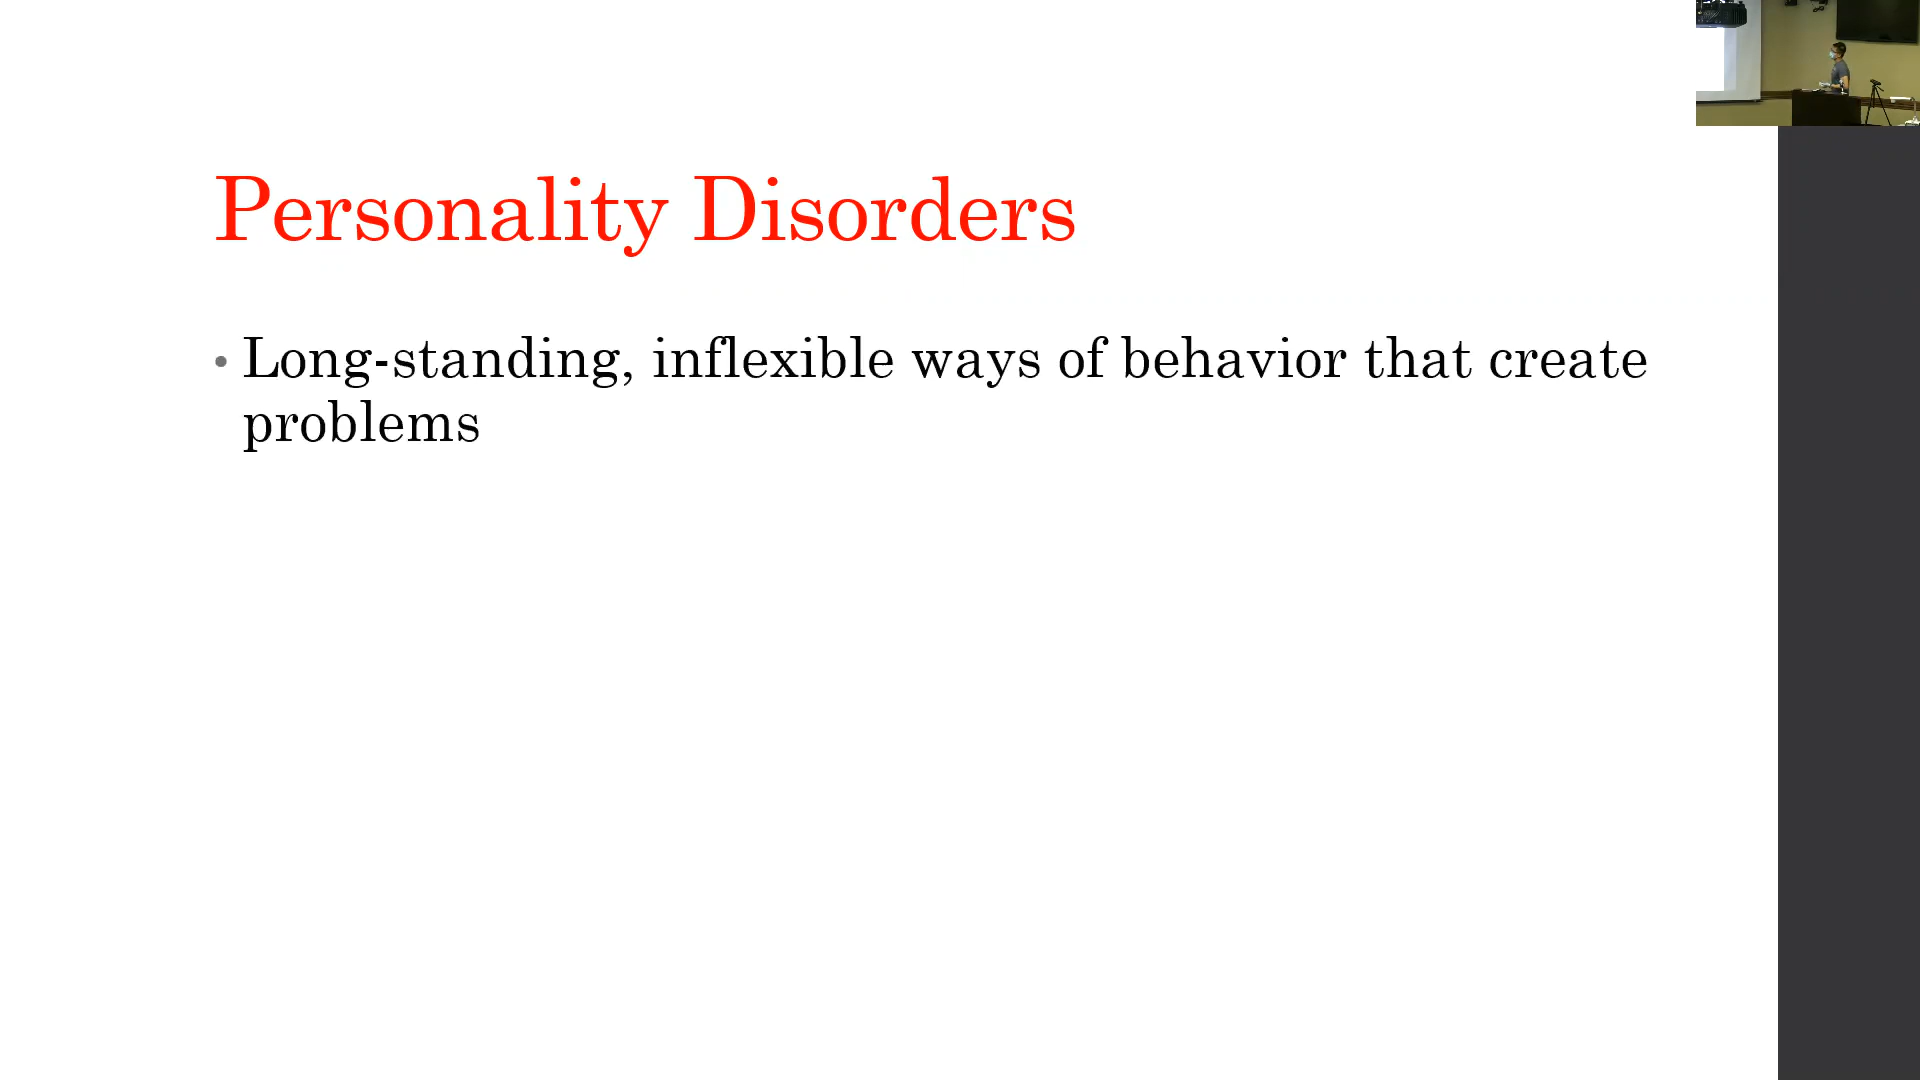 Personality Disorders
• Long-standing, inflexible ways of behavior that create
problems